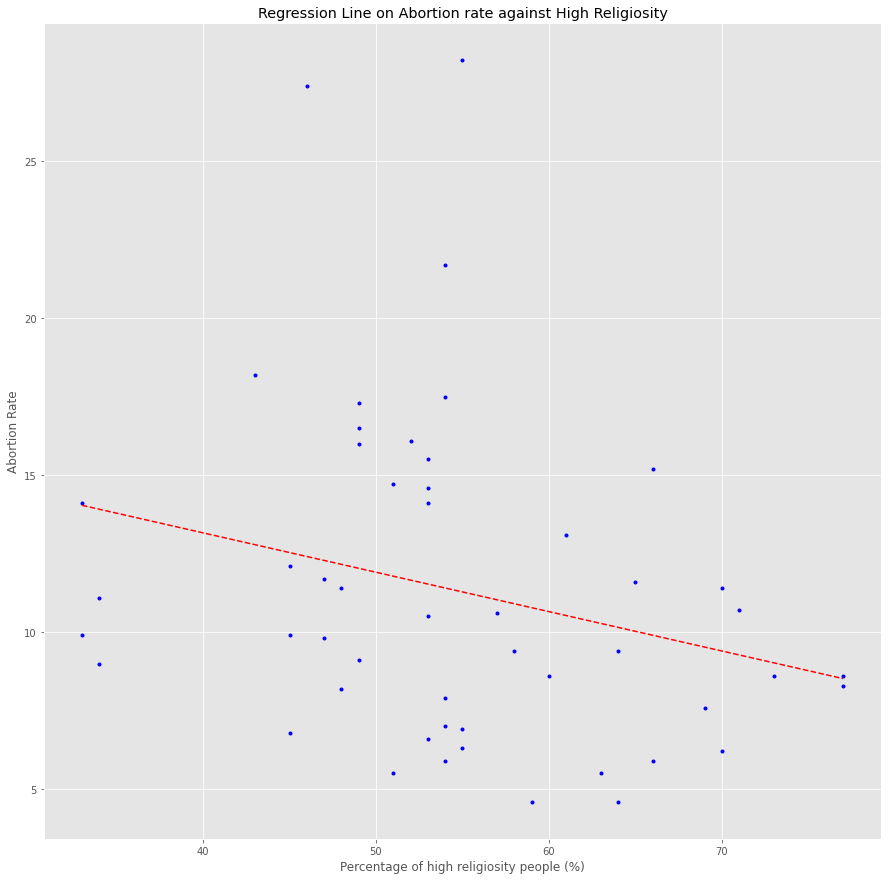 Regression Line on Abortion rate against High Religiosity
25
20
15
10
5
Abortion Rate
40 50 60 70
Percentage of high religiosity people (%)